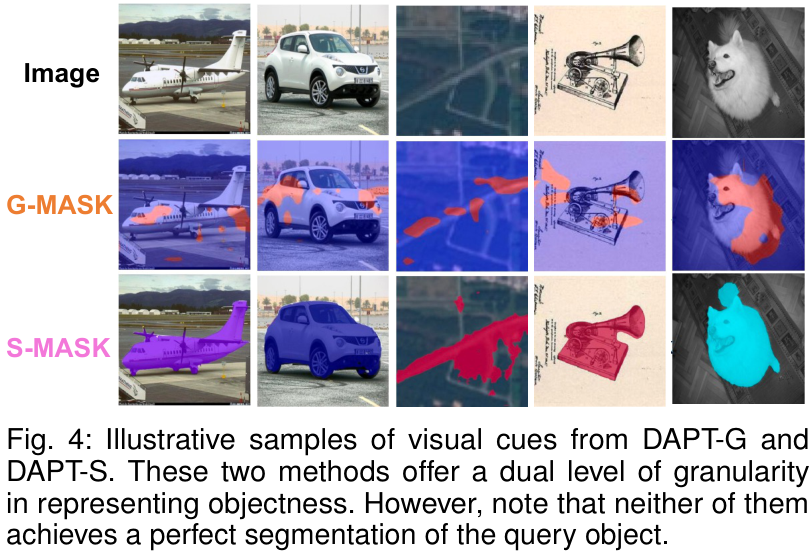 Image
G-MASK
S-MASK
Fig. 4: Illustrative samples of visual cues from DAPT-G and
DAPT-S. These two methods offer a dual level of granularity
in representing objectness. However, note that neither of them
achieves a perfect segmentation of the query object.